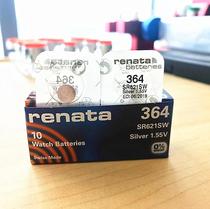 364
renata
batteries
364
SR621SW
Silver 1.55V
renata
10
Watch Batteries
Swiss Made
364
SR621SW
Silver 1.55V
0%